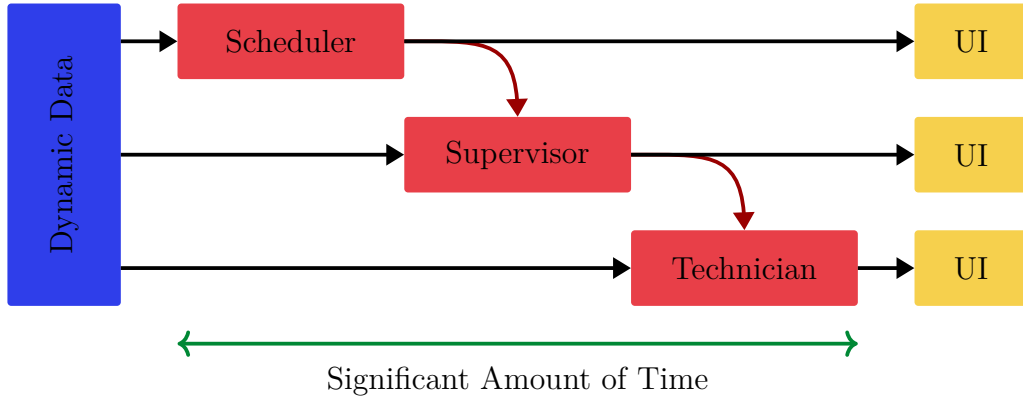 Dynamic Data
Scheduler
UI
Supervisor
UI
Technician
UI
Significant Amount of Time